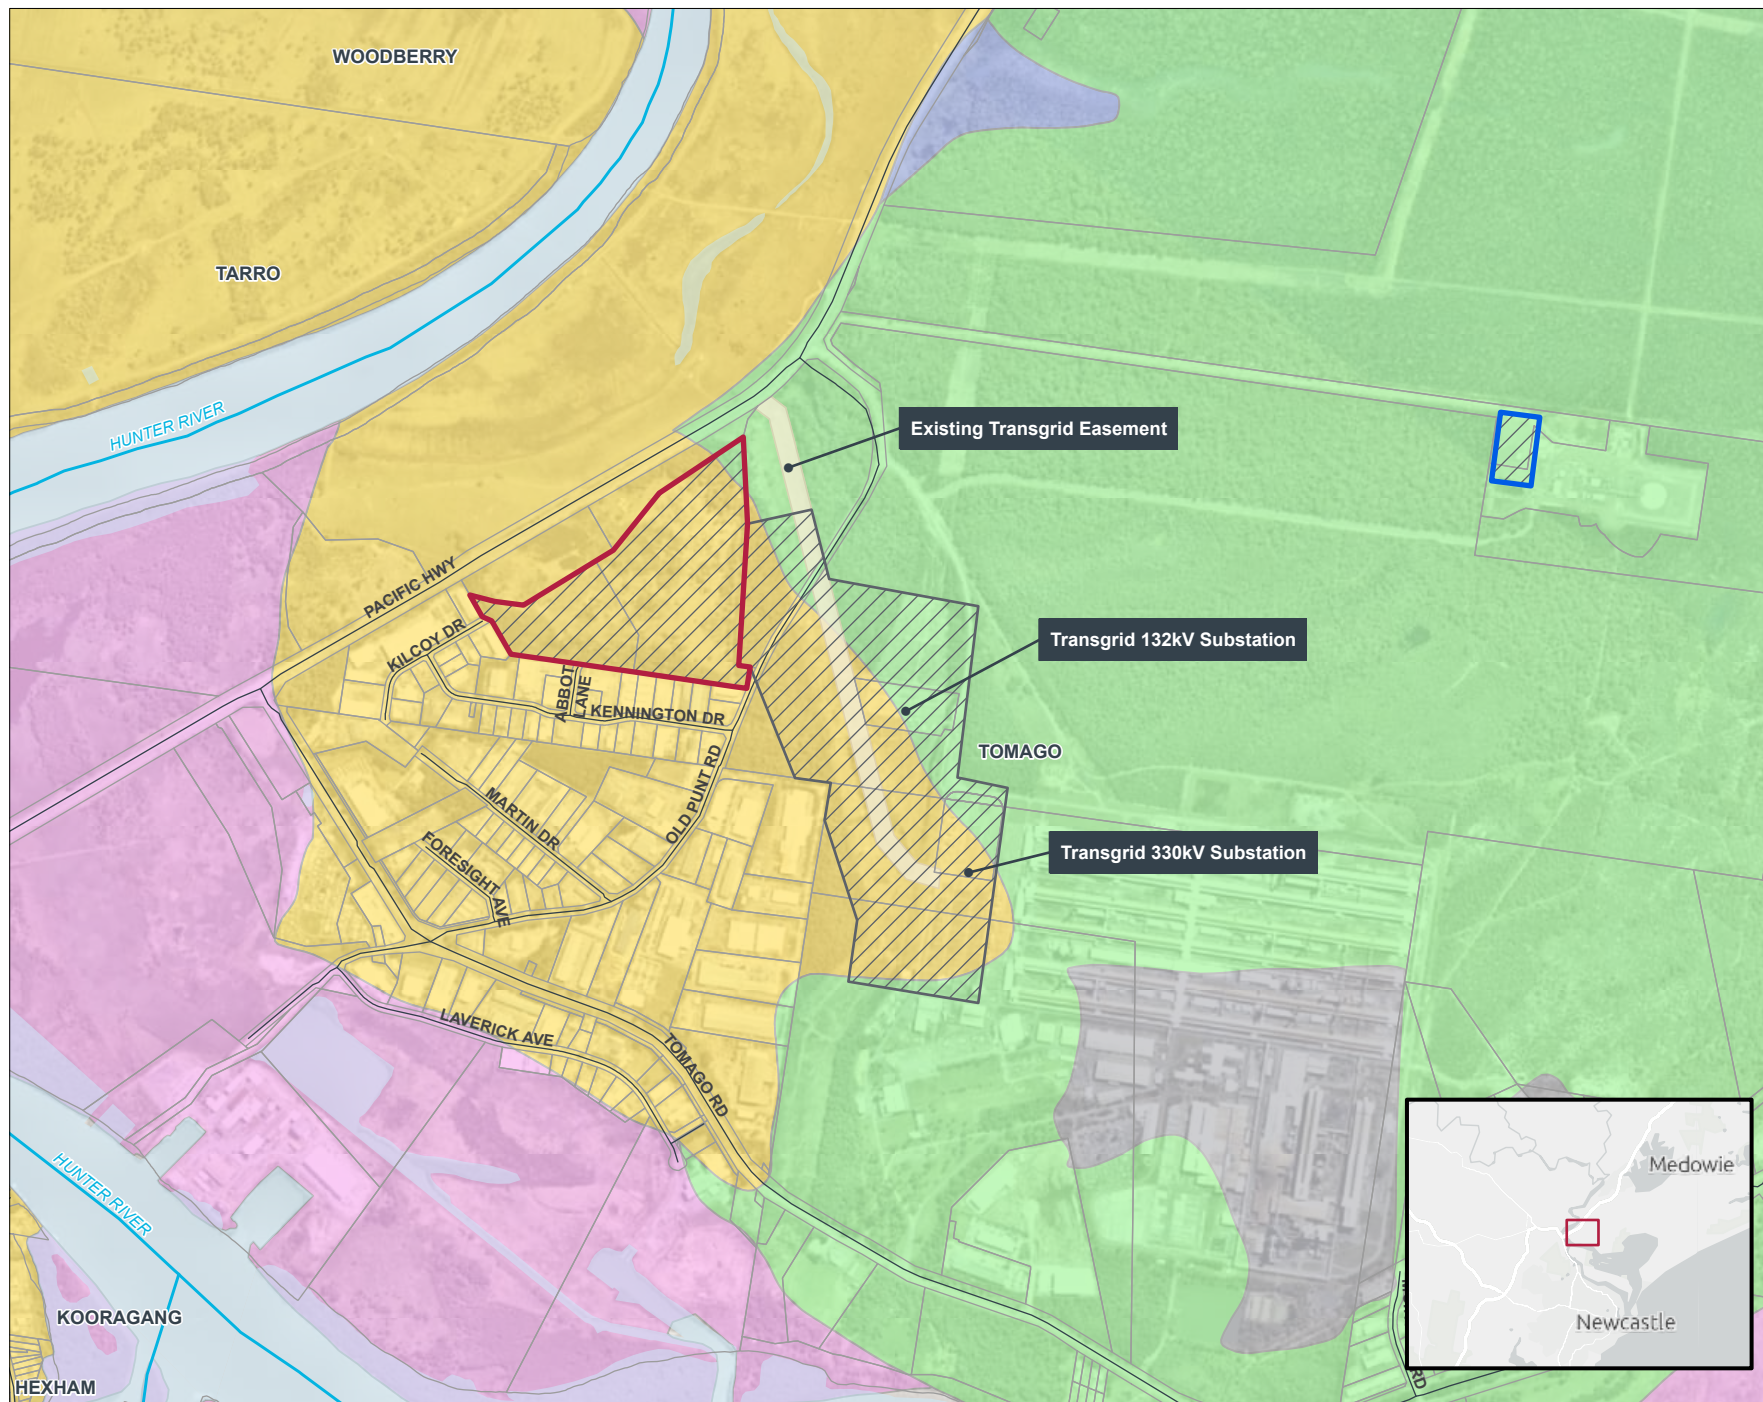 WOODBERRY
TARRO
HUNTER RIVER
Existing Transgrid Easement
PACIFIC HWY
KILCOY DR
Transgrid 132kV Substation
ABBOT
LANE
KENNINGTON DR
TOMAGO
OLD PUNT RD
MARTIN DR
FORESIGHT AVE
Transgrid 330kV Substation
LAVERICK AVE
TOMAGO RD
HUNTER RIVER
Medowie
KOORAGANG
Newcastle
HEXHAM
RD